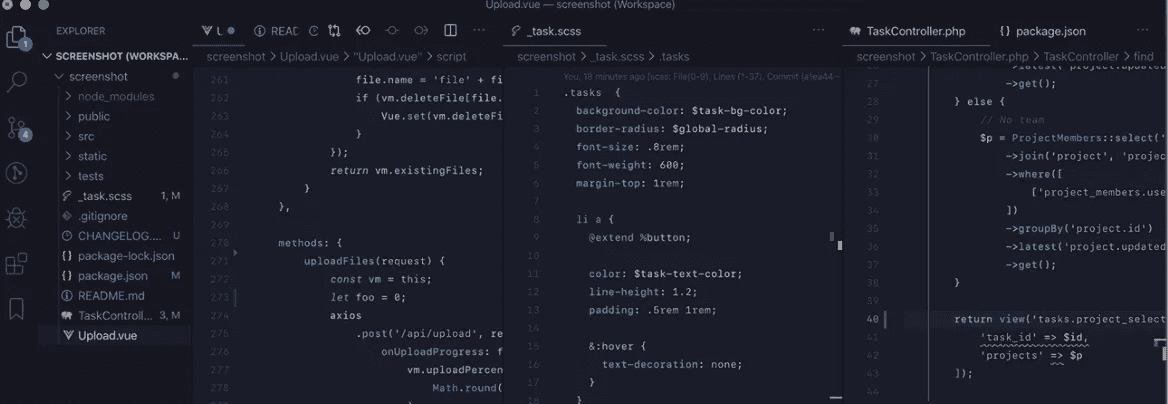 Upload.vue — screenshot (Workspace)
EXPLORER
SCREENSHOT (WORKSPA...
screenshot
node_modules
public
src
static
tests
_task.scss 1, M
.gitignore
CHANGELOG.... U
package-lock.json
package.json M
README.md
TaskControll... 3, M
Upload.vue
1
4
U
READ
screenshot > Upload.vue > "Upload.vue" > script
261 file.name = 'file' + fi
262 if (vm.deleteFile[file.
263 Vue.set(vm.deleteFi
264 }
265 });
266 return vm.existingFiles;
267 }
268 },
269
270 methods: {
271 uploadFiles(request) {
272 const vm = this;
273 let foo = 0;
274 axios
275 .post('/api/upload', re
276 onUploadProgress: f
277 vm.uploadPercen
278 Math.round(
_task.scss
screenshot > _task.scss > .tasks
You, 18 minutes ago
1 .tasks {
2 background-color: $task-bg-color;
3 border-radius: $global-radius;
4 font-size: .8rem;
5 font-weight: 600;
6 margin-top: 1rem;
7
8 li a {
9 @extend %button;
10
11 color: $task-text-color;
12 line-height: 1.2;
13 padding: .5rem 1rem;
14
15 &:hover {
16 text-decoration: none;
17 }
18 }
TaskController.php
package.json
screenshot > TaskController.php > TaskController > find
->latest('project.updated
27 ->get();
28 } else {
29 // No team
30 $p = ProjectMembers::select('
31 ->join('project', 'projec
32 ->where([
33 ['project_members.use
34 ])
35 ->groupBy('project.id')
36 ->latest('project.updated
37 ->get();
38 }
39
40 return view('tasks.project_select
41 'task_id' => $id,
42 'projects' => $p
43 ]);
44